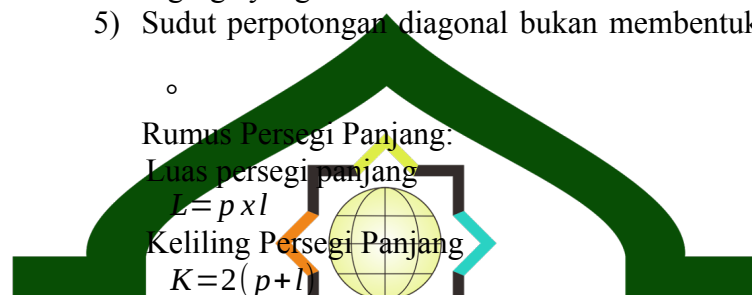 5) Sudut perpotongan diagonal bukan membentuk
°
Rumus Persegi Panjang:
Luas persegi panjang
L=p x l
Keliling Persegi Panjang
K=2(p+l)